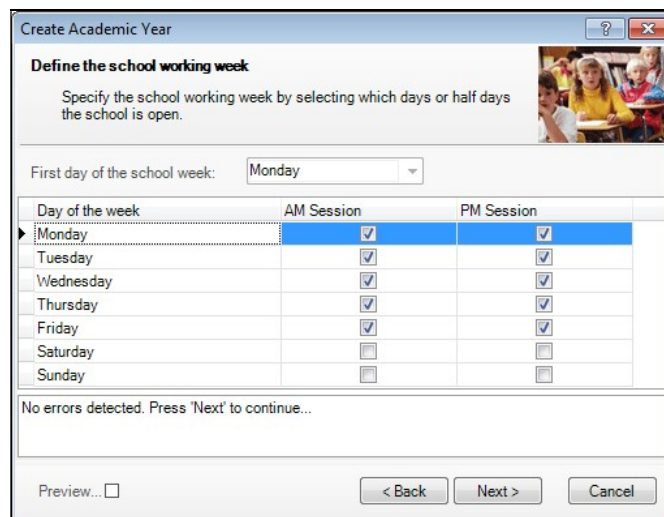 Create Academic Year
Define the school working week
Specify the school working week by selecting which days or half days
the school is open.
First day of the school week: Monday
Day of the week AM Session PM Session
Monday
Tuesday
Wednesday
Thursday
Friday
Saturday
Sunday
No errors detected. Press 'Next' to continue...
Preview... < Back Next > Cancel